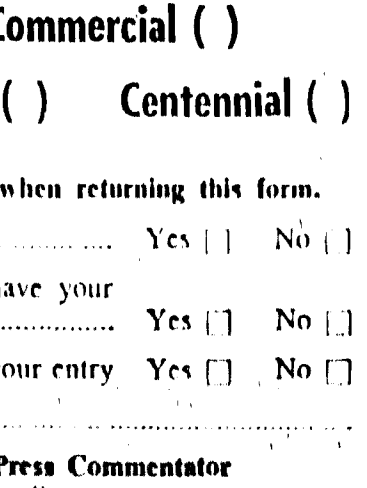 Commercial ( )
( ) Centennial ( )
when returning this form.
........... Yes [ ] No [ ]
ave your
............... Yes [ ] No [ ]
our entry Yes [ ] No [ ]
Press Commentator